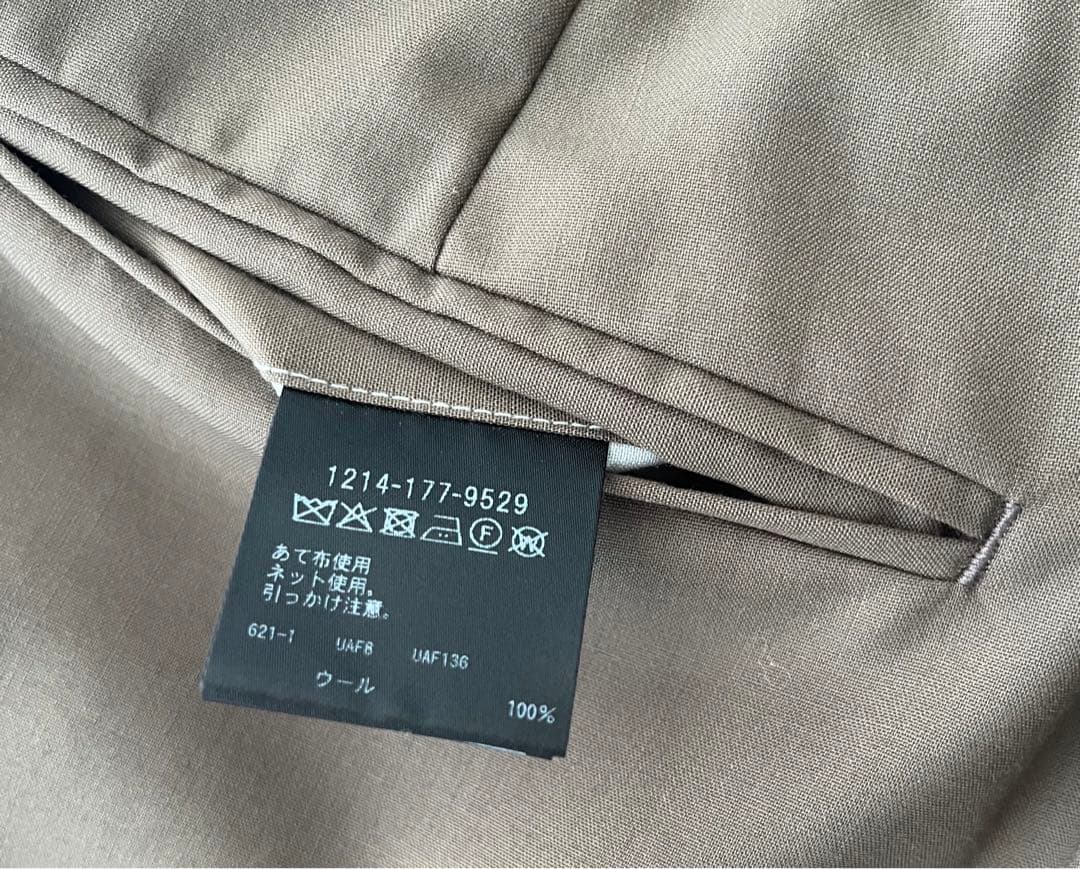 1214-177-9529
F W
あて布使用
ネット使用。
引っかけ注意。
621-1 UAF8 UAF136
ウール
100%